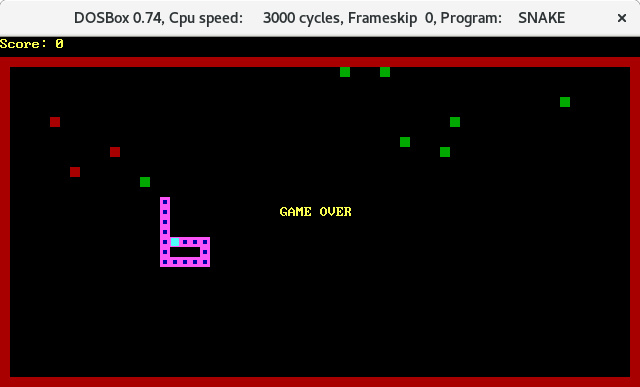 DOSBox 0.74, Cpu speed: 3000 cycles, Frameskip 0, Program: SNAKE
Score: 0
GAME OVER